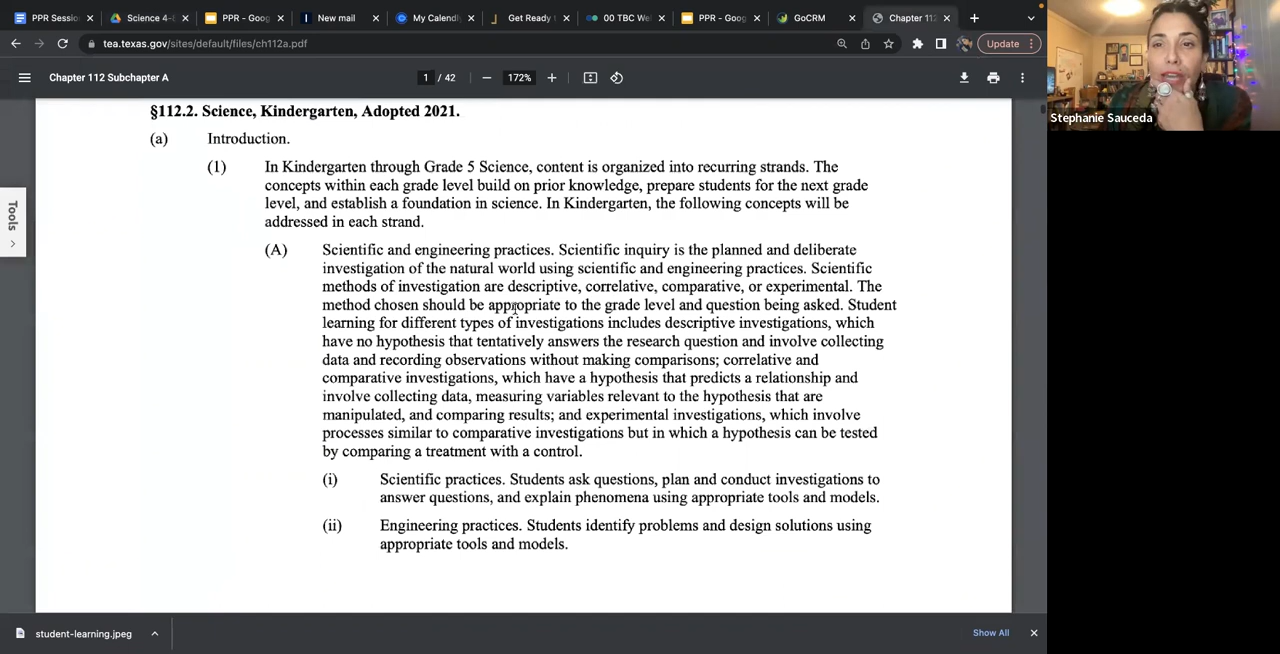 PPR Sessi
Science 4-8
PPR - Goog
New mail
My Calendl
Get Ready
00 TBC Wel
PPR - Goog
GoCRM
Chapter 112
tea.texas.gov/sites/default/files/ch112a.pdf
Update
Chapter 112 Subchapter A
1 / 42
172%
Stephanie Sauceda
Tools
§112.2. Science, Kindergarten, Adopted 2021.
(a) Introduction.
(1) In Kindergarten through Grade 5 Science, content is organized into recurring strands. The
concepts within each grade level build on prior knowledge, prepare students for the next grade
level, and establish a foundation in science. In Kindergarten, the following concepts will be
addressed in each strand.
(A) Scientific and engineering practices. Scientific inquiry is the planned and deliberate
investigation of the natural world using scientific and engineering practices. Scientific
methods of investigation are descriptive, correlative, comparative, or experimental. The
method chosen should be appropriate to the grade level and question being asked. Student
learning for different types of investigations includes descriptive investigations, which
have no hypothesis that tentatively answers the research question and involve collecting
data and recording observations without making comparisons; correlative and
comparative investigations, which have a hypothesis that predicts a relationship and
involve collecting data, measuring variables relevant to the hypothesis that are
manipulated, and comparing results; and experimental investigations, which involve
processes similar to comparative investigations but in which a hypothesis can be tested
by comparing a treatment with a control.
(i) Scientific practices. Students ask questions, plan and conduct investigations to
answer questions, and explain phenomena using appropriate tools and models.
(ii) Engineering practices. Students identify problems and design solutions using
appropriate tools and models.
student-learning.jpeg
Show All